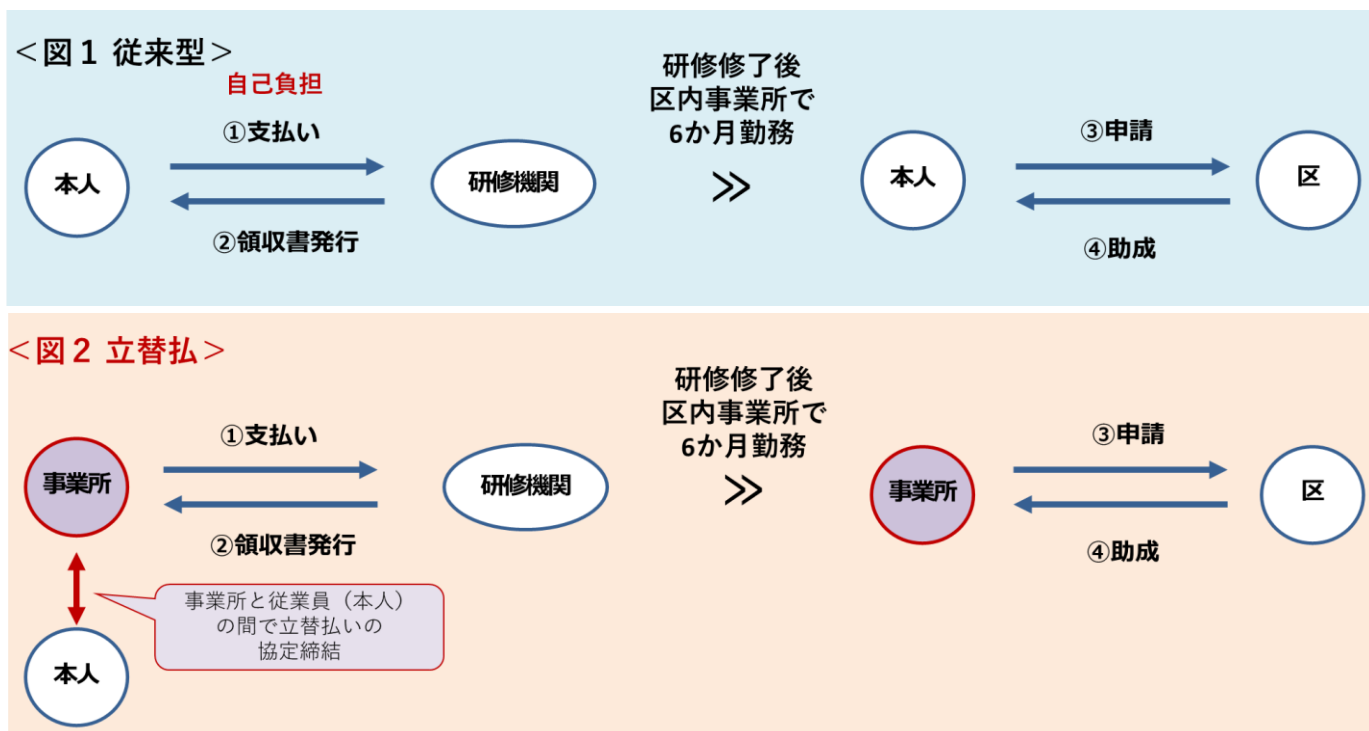 ＜図１ 従来型＞
自己負担
①支払い
本人
研修機関
②領収書発行
研修修了後
区内事業所で
6か月勤務
≫
③申請
本人
区
④助成
＜図２ 立替払＞
①支払い
事業所
研修機関
②領収書発行
事業所と従業員（本人）
の間で立替払いの
協定締結
本人
研修修了後
区内事業所で
6か月勤務
≫
③申請
事業所
区
④助成